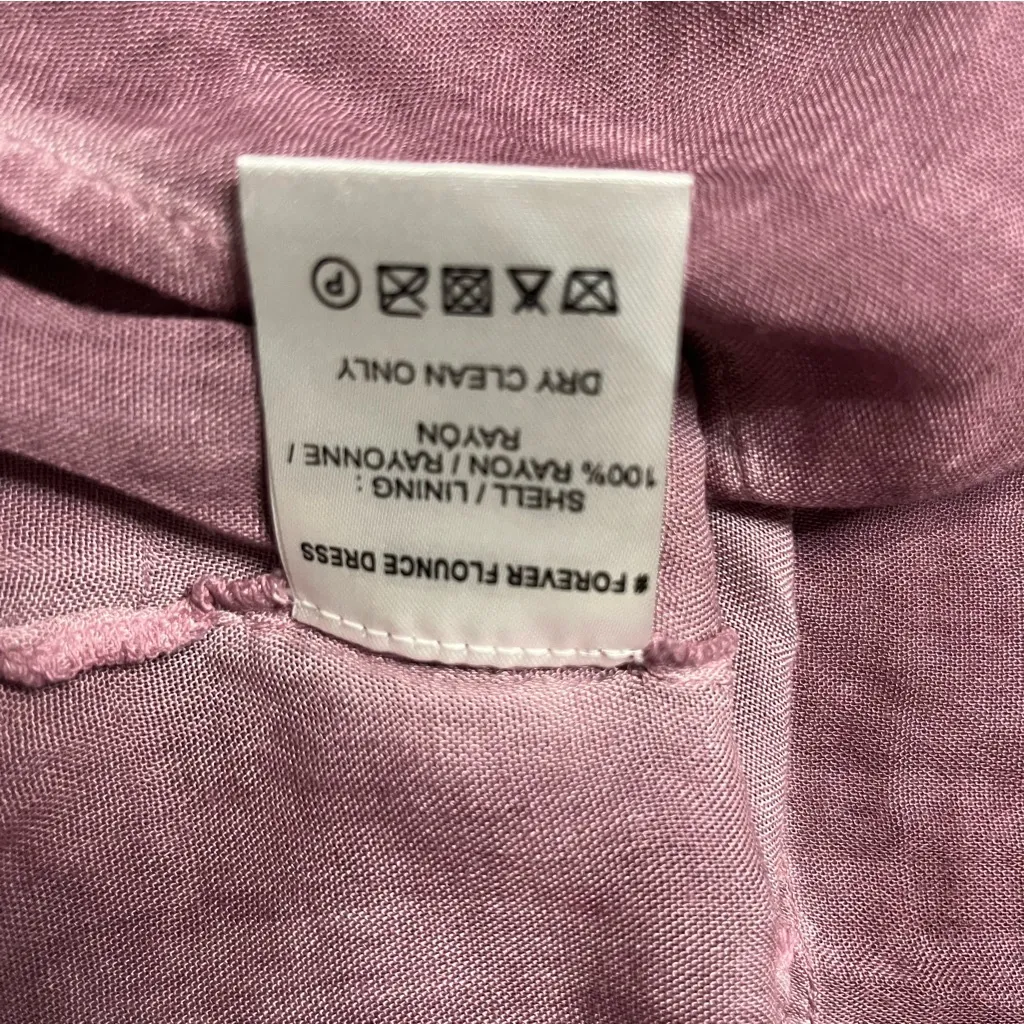 # FOREVER FLOUNCE DRESS
SHELL / LINING :
100% RAYON / RAYONNE /
RAYÓN
DRY CLEAN ONLY
P